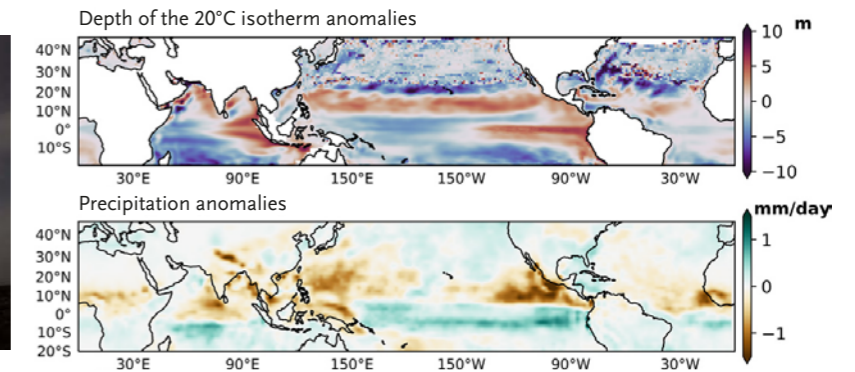 Depth of the 20°C isotherm anomalies
m
10
5
0
−5
−10
40°N
30°N
20°N
10°N
0°
10°S
30°E 90°E 150°E 150°W 90°W 30°W
Precipitation anomalies
mm/day
1
0
−1
40°N
30°N
20°N
10°N
0°
10°S
20°S
30°E 90°E 150°E 150°W 90°W 30°W